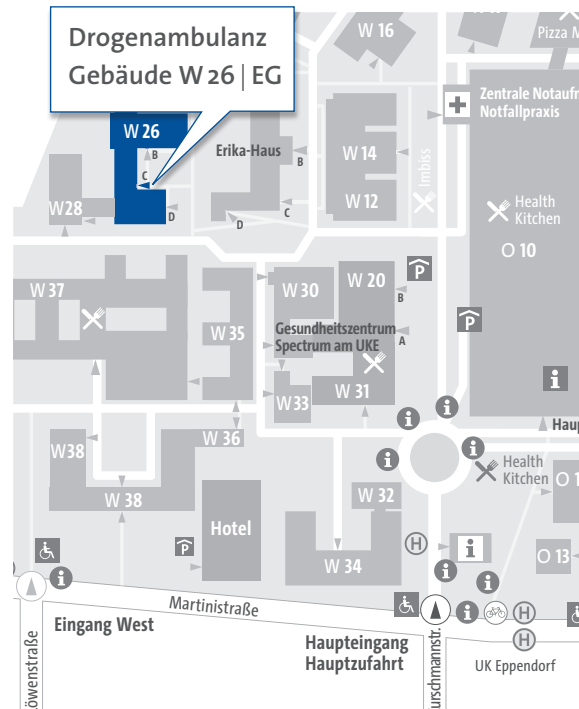 Drogenambulanz
Gebäude W 26 | EG
W 16
Pizza M
Zentrale Notaufn
Notfallpraxis
W 26
B
C
D
W 28
Erika-Haus
B
C
D
W 14
W 12
Imbiss
Health
Kitchen
O 10
W 37
W 35
W 30
W 20
B
A
P
P
Gesundheitszentrum
Spectrum am UKE
W 33
W 31
i
i
i
i
i
Haup
W 36
W 38
W 38
Hotel
P
W 32
W 34
Health
Kitchen
O 1
O 13
H
i
i
i
i
i
Martinistraße
H
H
Eingang West
Haupteingang
Hauptzufahrt
UK Eppendorf
Löwenstraße
urschmannstr.